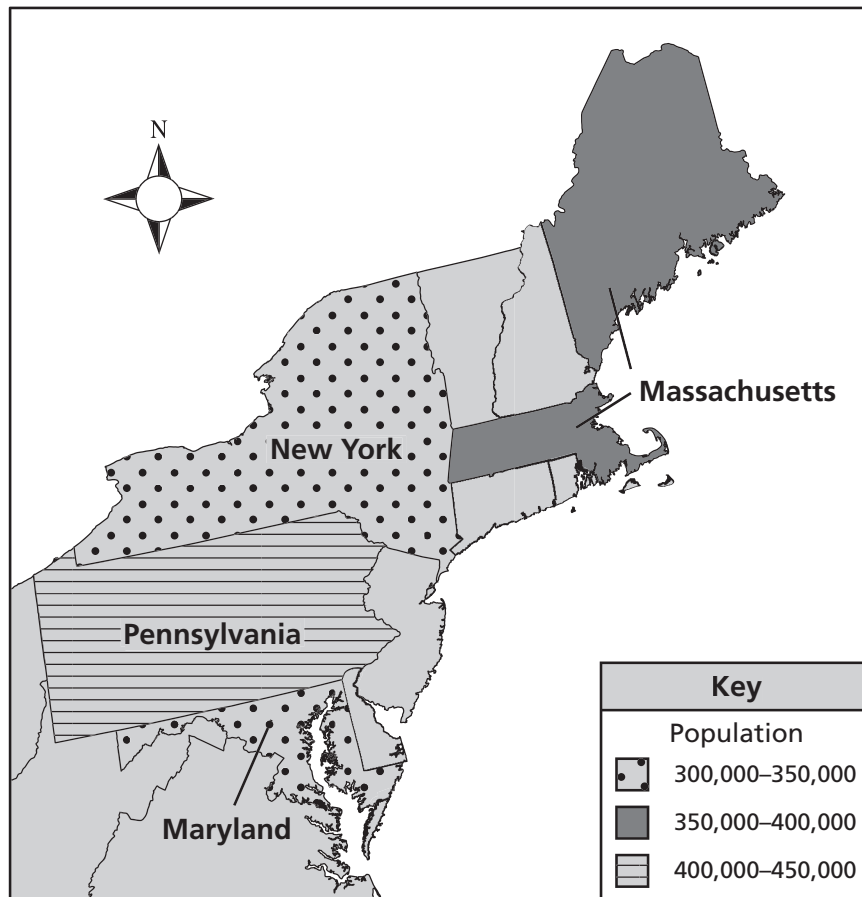 N
Massachusetts
New York
Pennsylvania
Maryland
Key
Population
300,000–350,000
350,000–400,000
400,000–450,000